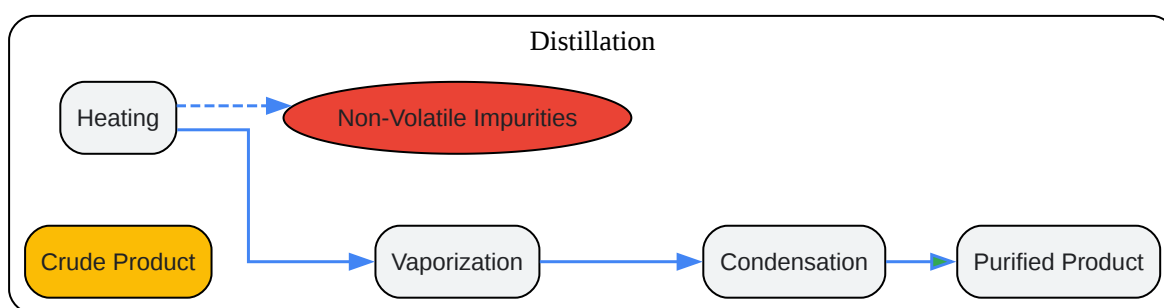 Distillation
Heating
Non-Volatile Impurities
Crude Product
Vaporization
Condensation
Purified Product